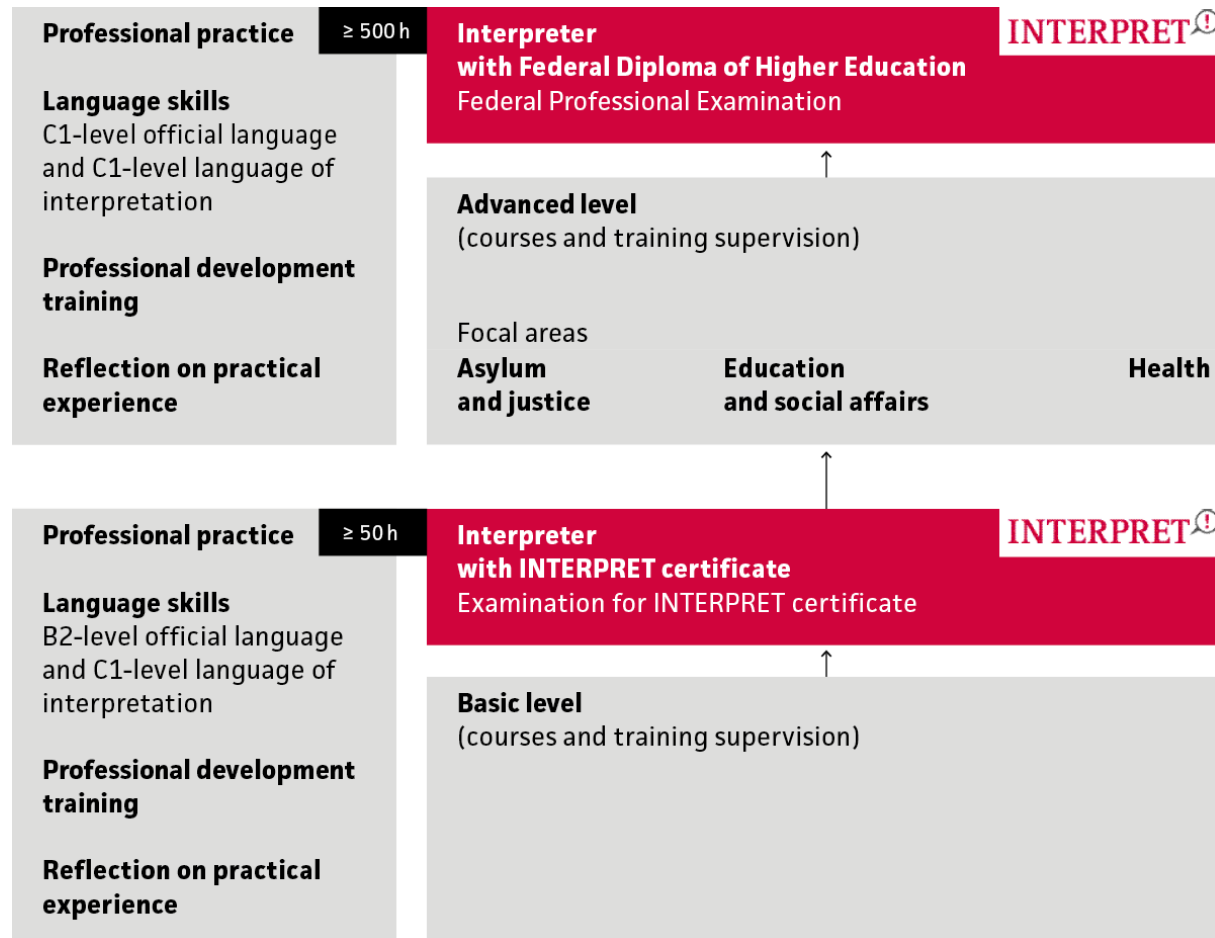 Professional practice
≥ 500 h
Language skills
C1-level official language
and C1-level language of
interpretation
Professional development
training
Reflection on practical
experience
Interpreter
with Federal Diploma of Higher Education
Federal Professional Examination
INTERPRET!
Advanced level
(courses and training supervision)
Focal areas
Asylum
and justice
Education
and social affairs
Health
Professional practice
≥ 50 h
Language skills
B2-level official language
and C1-level language of
interpretation
Professional development
training
Reflection on practical
experience
Interpreter
with INTERPRET certificate
Examination for INTERPRET certificate
INTERPRET!
Basic level
(courses and training supervision)